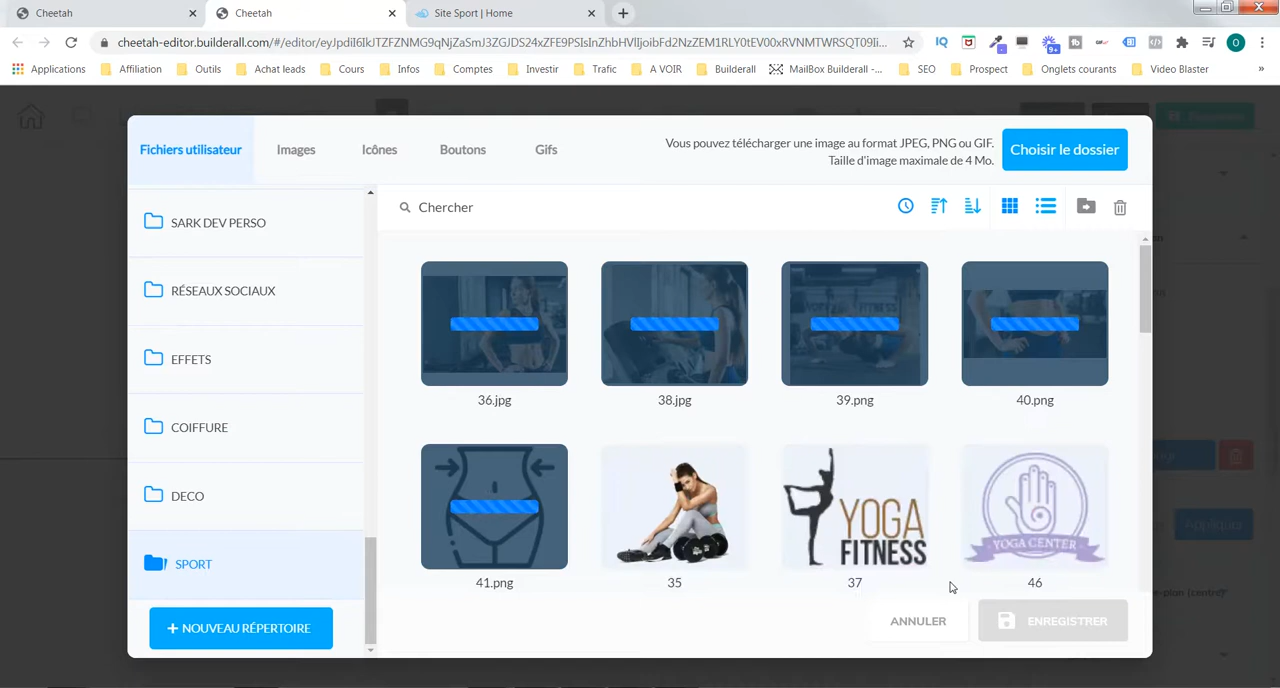 Cheetah
Cheetah
Site Sport | Home
cheetah-editor.builderall.com/#/editor/
IQ
O
Applications
Affiliation
Outils
Achat leads
Cours
Infos
Comptes
Investir
Trafic
A VOIR
Builderall
MailBox Builderall -...
SEO
Prospect
Onglets courants
Video Blaster
»
Fichiers utilisateur
Images
Icônes
Boutons
Gifs
Vous pouvez télécharger une image au format JPEG, PNG ou GIF.
Taille d'image maximale de 4 Mo.
Choisir le dossier
Chercher
SARK DEV PERSO
RÉSEAUX SOCIAUX
EFFETS
COIFFURE
DECO
SPORT
+ NOUVEAU RÉPERTOIRE
36.jpg
38.jpg
39.png
40.png
YOGA
FITNESS
YOGA CENTER
41.png
35
37
46
ANNULER
ENREGISTRER
Appliquer